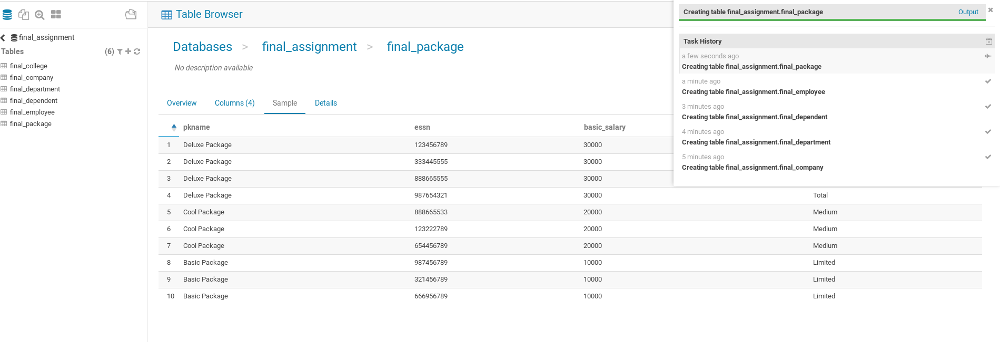 Table Browser
final_assignment
Tables (6)
final_college
final_company
final_department
final_dependent
final_employee
final_package
Databases > final_assignment > final_package
No description available
Overview Columns (4) Sample Details
pkname essn basic_salary
1 Deluxe Package 123456789 30000
2 Deluxe Package 333445555 30000
3 Deluxe Package 888665555 30000
4 Deluxe Package 987654321 30000 Total
5 Cool Package 888665533 20000 Medium
6 Cool Package 123222789 20000 Medium
7 Cool Package 654456789 20000 Medium
8 Basic Package 987456789 10000 Limited
9 Basic Package 321456789 10000 Limited
10 Basic Package 666956789 10000 Limited
Creating table final_assignment.final_package Output
Task History
a few seconds ago
Creating table final_assignment.final_package
a minute ago
Creating table final_assignment.final_employee
3 minutes ago
Creating table final_assignment.final_dependent
4 minutes ago
Creating table final_assignment.final_department
5 minutes ago
Creating table final_assignment.final_company